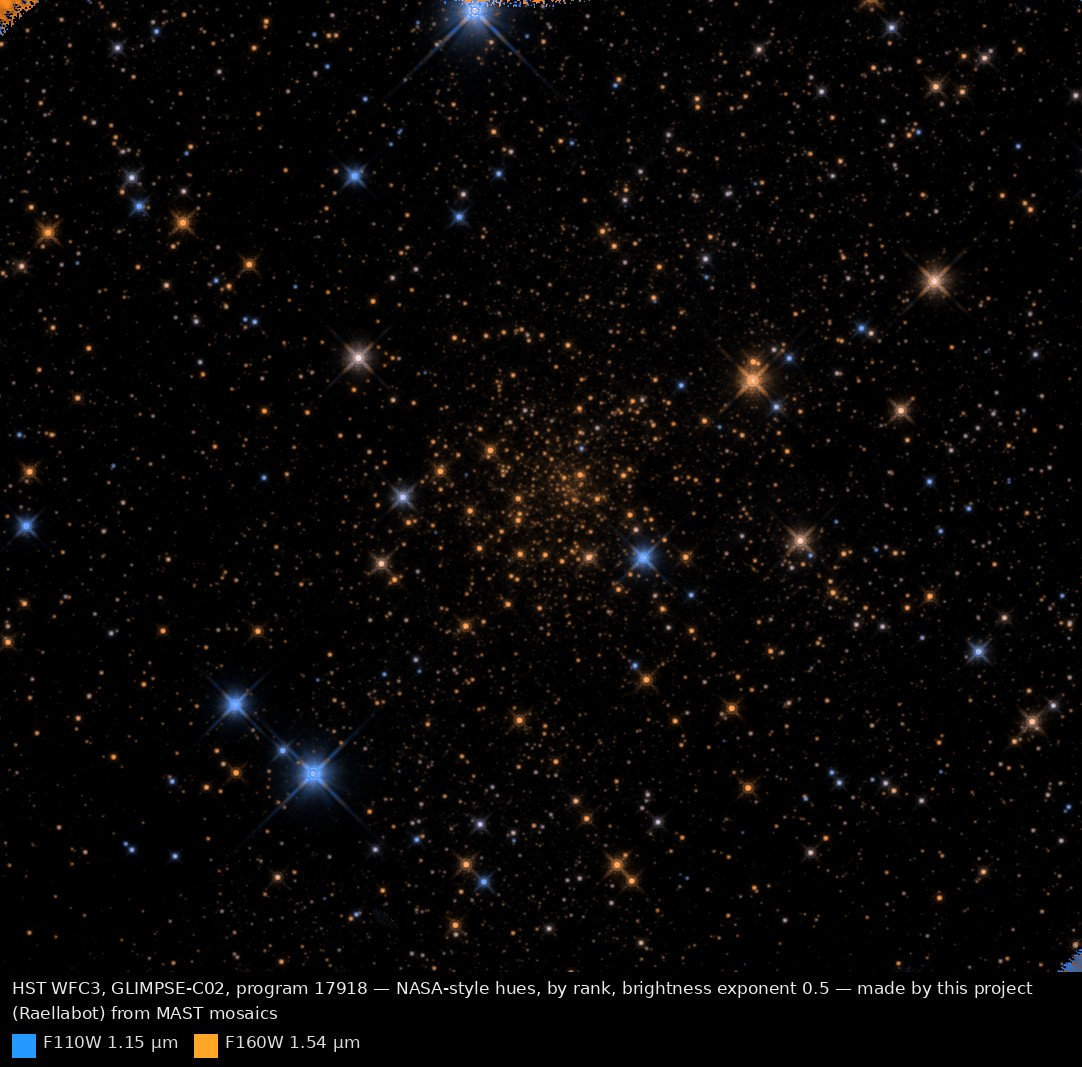 HST WFC3, GLIMPSE-C02, program 17918 — NASA-style hues, by rank, brightness exponent 0.5 — made by this project
(Raellabot) from MAST mosaics
F110W 1.15 µm F160W 1.54 µm